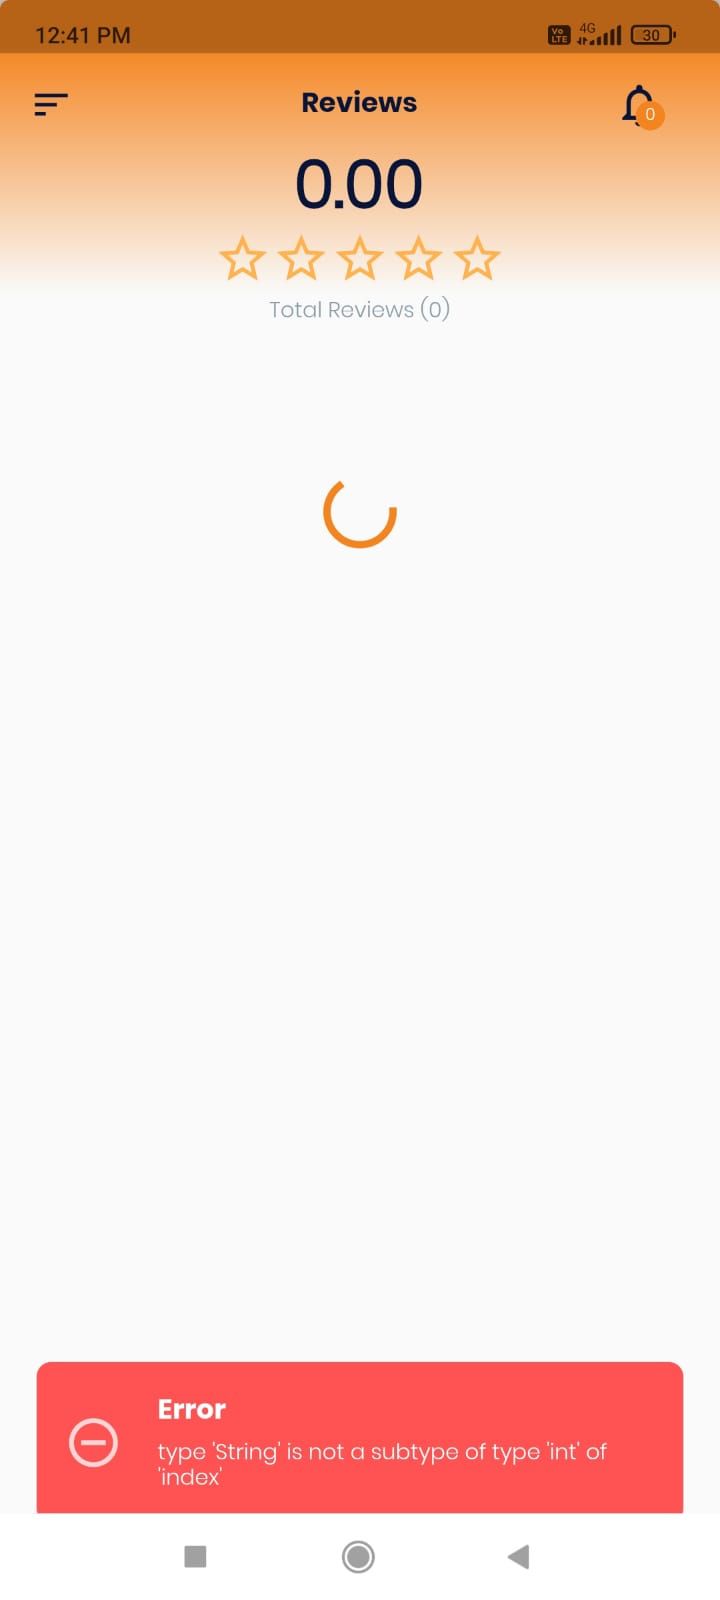 12:41 PM
Vo LTE
4G
30
Reviews
0
0.00
Total Reviews (0)
Error
type 'String' is not a subtype of type 'int' of
'index'